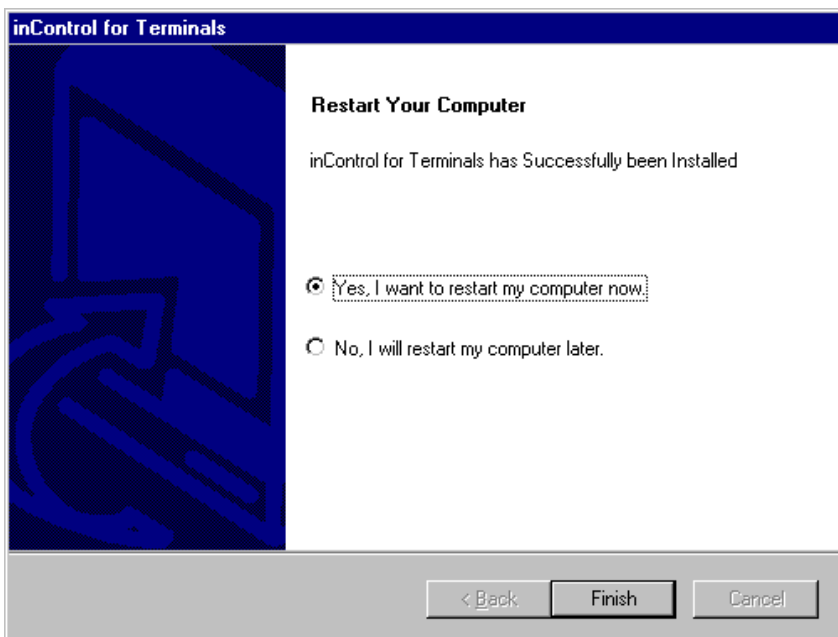 inControl for Terminals
Restart Your Computer
inControl for Terminals has Successfully been Installed
Yes, I want to restart my computer now.
No, I will restart my computer later.
< Back
Finish
Cancel